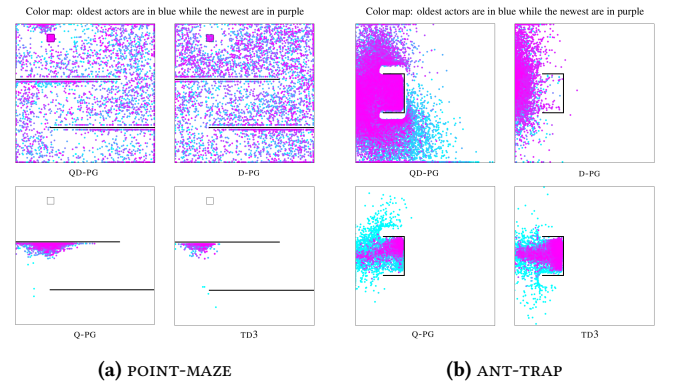 Color map: oldest actors are in blue while the newest are in purple
Color map: oldest actors are in blue while the newest are in purple
QD-PG
D-PG
QD-PG
D-PG
Q-PG
TD3
Q-PG
TD3
(a) POINT-MAZE
(b) ANT-TRAP